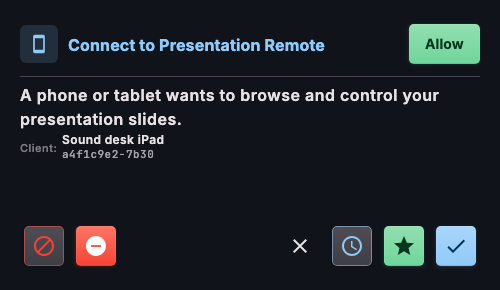 Connect to Presentation Remote
Allow
A phone or tablet wants to browse and control your
presentation slides.
Client: Sound desk iPad
a4f1c9e2-7b30